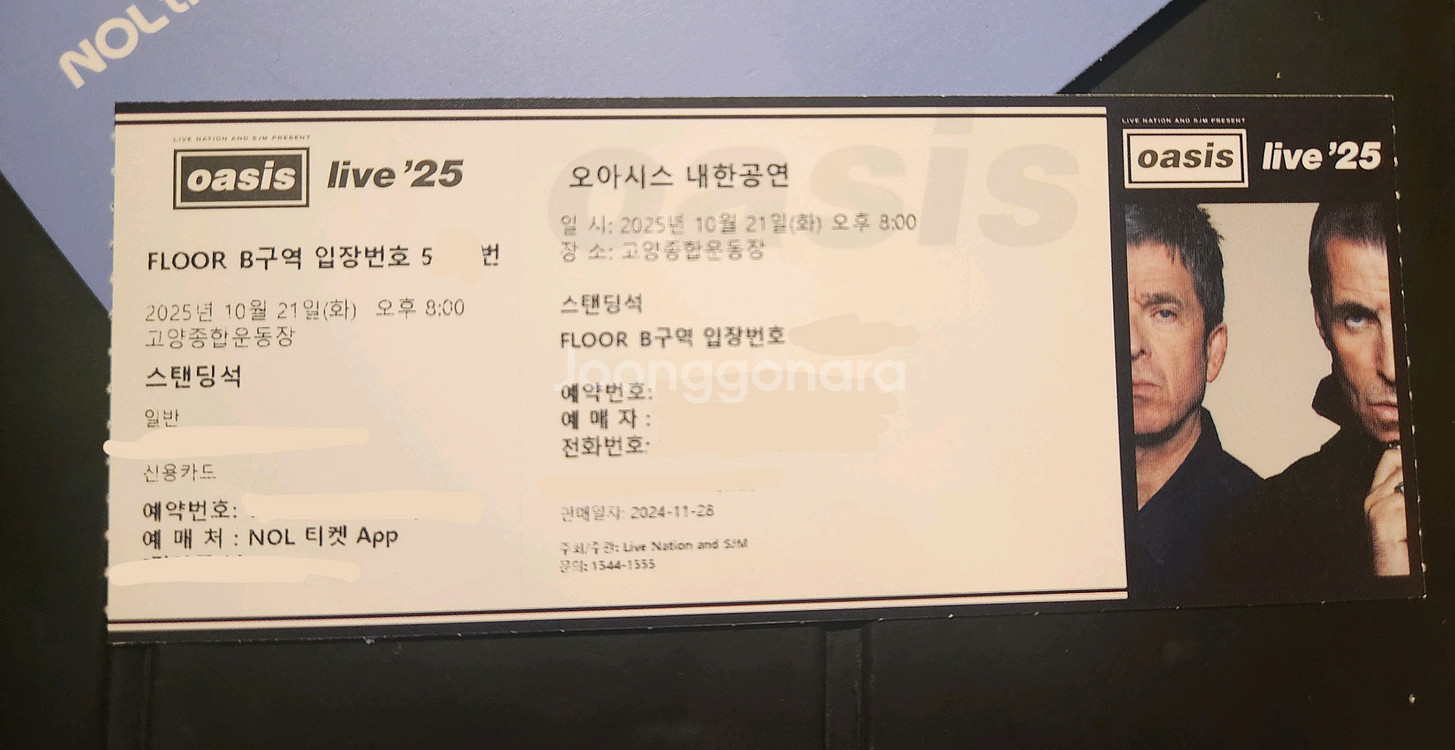 NOL
LIVE NATION AND SJM PRESENT
oasis live '25
FLOOR B구역 입장번호 5 번
2025년 10월 21일(화) 오후 8:00
고양종합운동장
스탠딩석
일반
신용카드
예약번호:
예 매 처 : NOL 티켓 App
oasis
오아시스 내한공연
일 시: 2025년 10월 21일(화) 오후 8:00
장 소: 고양종합운동장
스탠딩석
FLOOR B구역 입장번호
Joonggonara
예약번호:
예 매 자 :
전화번호:
판매일자: 2024-11-28
주최/주관: Live Nation and SJM
문의: 1544-1555
LIVE NATION AND SJM PRESENT
oasis live '25